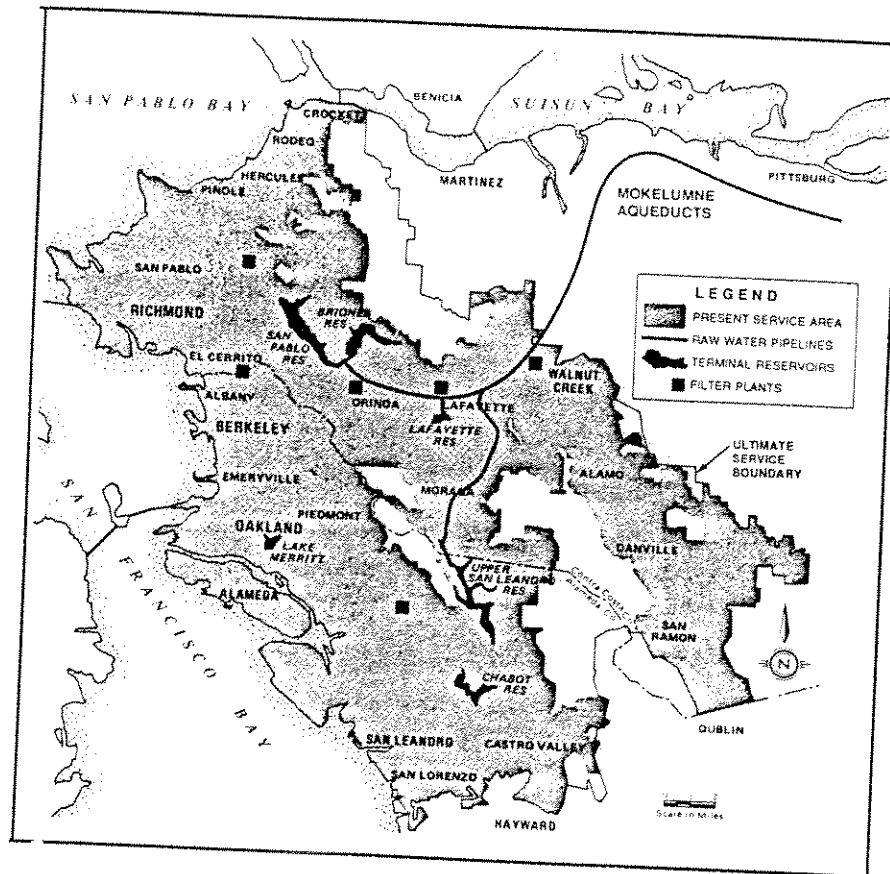 SAN PABLO BAY
BENICIA
SUISUN BAY
CROCKETT
RODEO
HERCULES
PINOLE
MARTINEZ
PITTSBURG
MOKELUMNE
AQUEDUCTS
SAN PABLO
RICHMOND
BRIONES
RES
SAN
PABLO
RES
LEGEND
PRESENT SERVICE AREA
RAW WATER PIPELINES
TERMINAL RESERVOIRS
FILTER PLANTS
EL CERRITO
ALBANY
BERKELEY
ORINDA
LAFAYETTE
LAFAYETTE
RES
WALNUT
CREEK
ULTIMATE
SERVICE
BOUNDARY
EMERYVILLE
MORAGA
ALAMO
PIEDMONT
OAKLAND
LAKE
MERRITT
DANVILLE
UPPER
SAN LEANDRO
RES
Contra Costa
Alameda
ALAMEDA
SAN
RAMON
N
SAN
FRANCISCO
BAY
CHABOT
RES
DUBLIN
SAN LEANDRO
CASTRO VALLEY
SAN LORENZO
HAYWARD
Scale in Miles